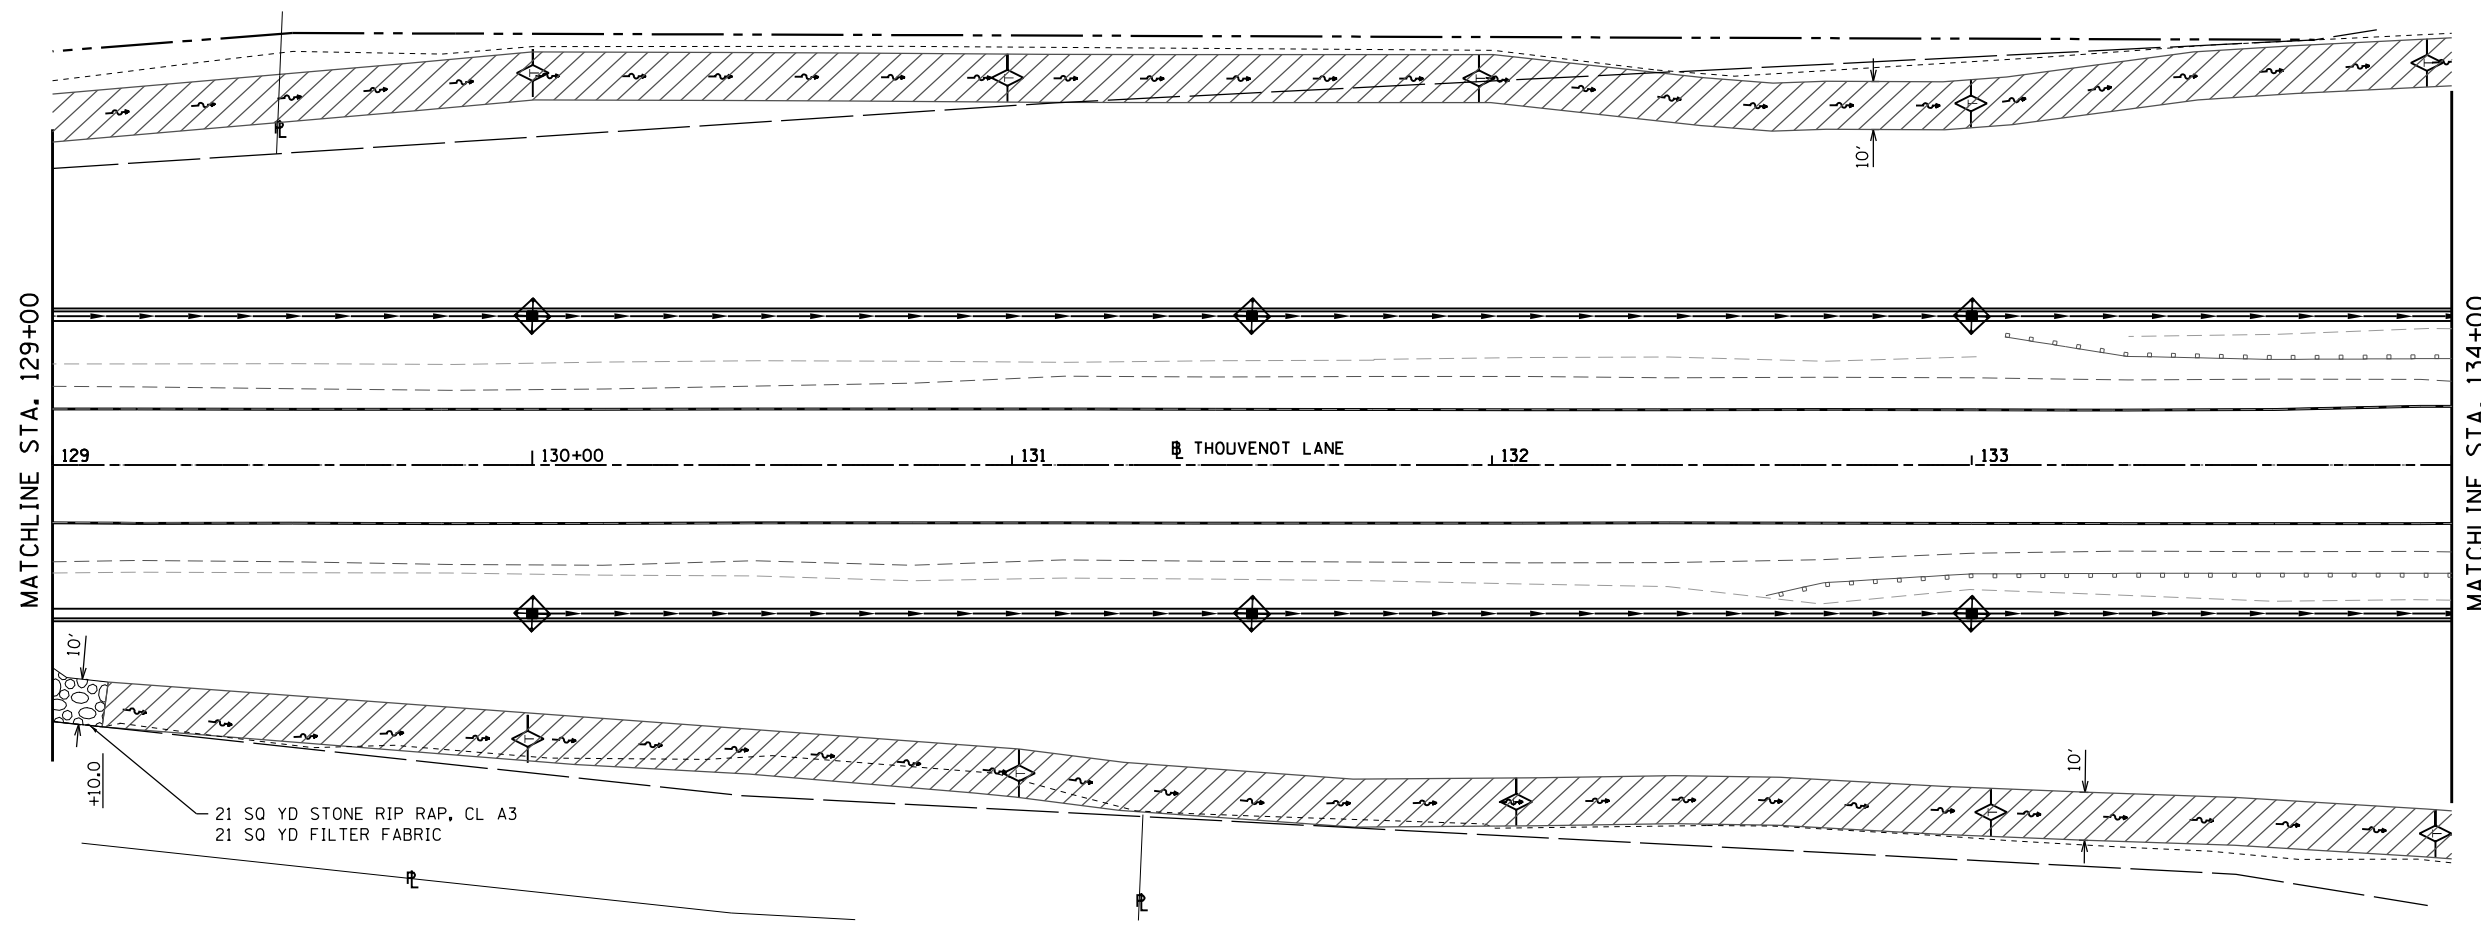 10'
MATCHLINE STA. 129+00
129
130+00
131
℄ THOUVENOT LANE
132
133
MATCHLINE STA. 134+00
10'
+10.0
10'
21 SQ YD STONE RIP RAP, CL A3
21 SQ YD FILTER FABRIC